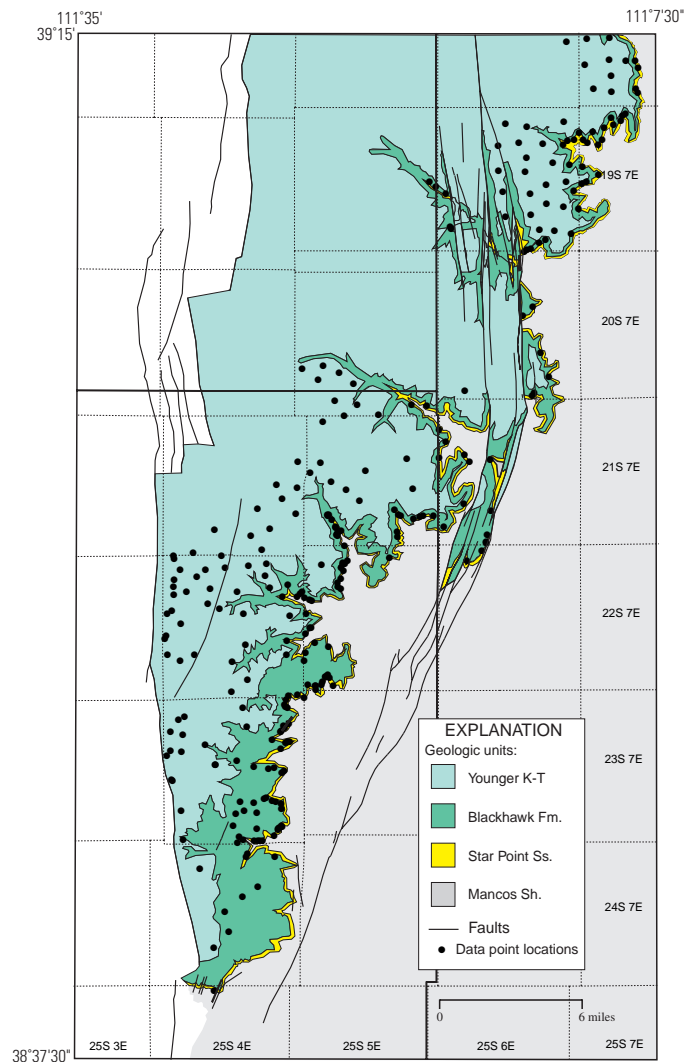 111°35'
111°7'30"
39°15'
19S 7E
20S 7E
21S 7E
22S 7E
EXPLANATION
Geologic units:
Younger K-T
Blackhawk Fm.
Star Point Ss.
Mancos Sh.
Faults
Data point locations
23S 7E
24S 7E
0 6 miles
25S 3E 25S 4E 25S 5E 25S 6E 25S 7E
38°37'30"